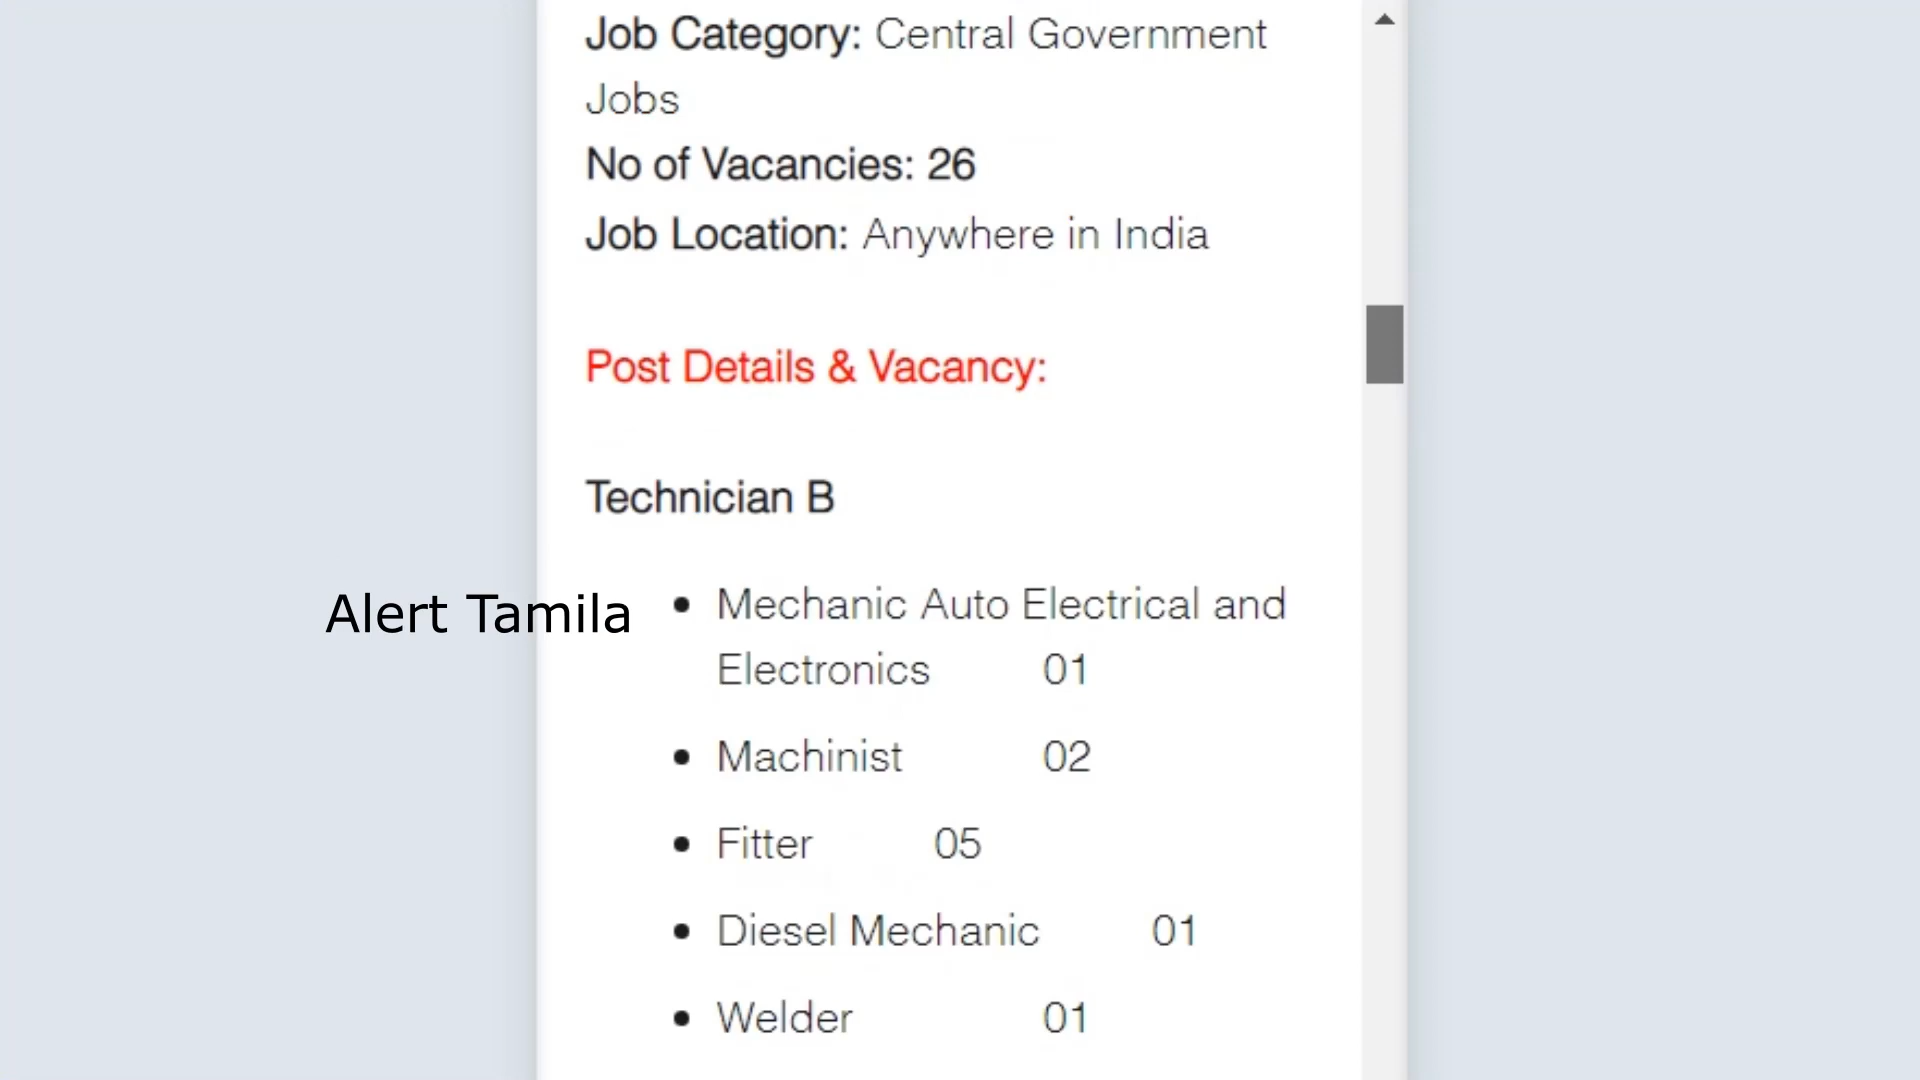 Job Category: Central Government
Jobs
No of Vacancies: 26
Job Location: Anywhere in India
Post Details & Vacancy:
Technician B
Alert Tamila
Mechanic Auto Electrical and
Electronics 01
Machinist 02
Fitter 05
Diesel Mechanic 01
Welder 01